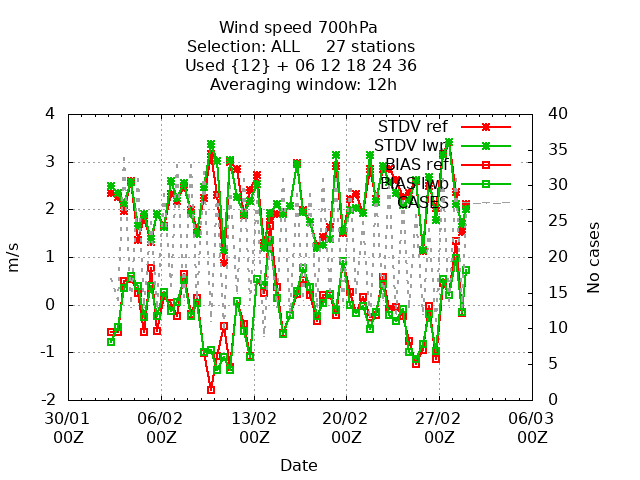 Wind speed 700hPa
Selection: ALL 27 stations
Used {12} + 06 12 18 24 36
Averaging window: 12h
STDV ref
STDV lwp
BIAS ref
BIAS lwp
CASES
m/s
4
3
2
1
0
-1
-2
No cases
40
35
30
25
20
15
10
5
0
30/01 06/02 13/02 20/02 27/02 06/03
00Z 00Z 00Z 00Z 00Z 00Z
Date